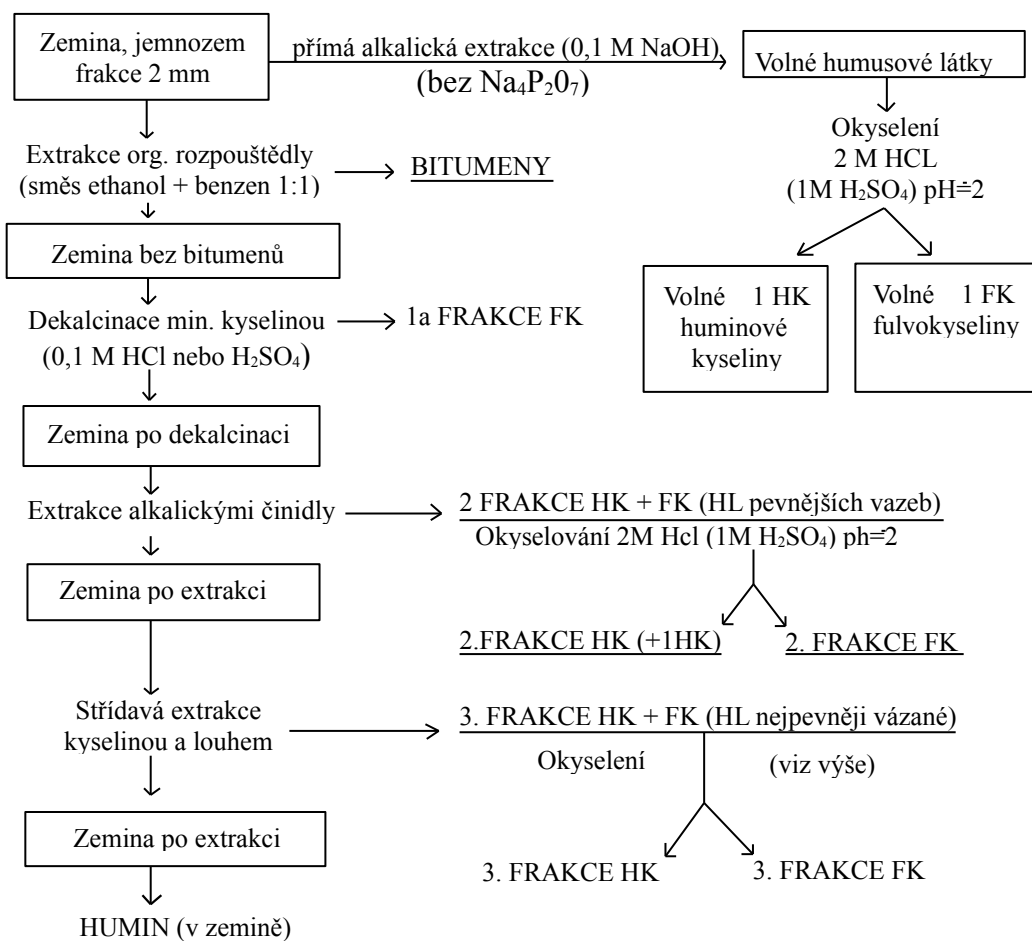 Zemina, jemnozem
frakce 2 mm
přímá alkalická extrakce (0,1 M NaOH)
(bez Na₄P₂0₇)
Volné humusové látky
Okyselení
2 M HCL
(1M H₂SO₄) pH≐2
Volné 1 HK
huminové
kyseliny
Volné 1 FK
fulvokyseliny
Extrakce org. rozpouštědly
(směs ethanol + benzen 1:1)
BITUMENY
Zemina bez bitumenů
Dekalcinace min. kyselinou
(0,1 M HCl nebo H₂SO₄)
1a FRAKCE FK
Zemina po dekalcinaci
Extrakce alkalickými činidly
2 FRAKCE HK + FK (HL pevnějších vazeb)
Okyselování 2M Hcl (1M H₂SO₄) ph≐2
Zemina po extrakci
2.FRAKCE HK (+1HK)
2. FRAKCE FK
Střídavá extrakce
kyselinou a louhem
3. FRAKCE HK + FK (HL nejpevněji vázané)
Okyselení
(viz výše)
Zemina po extrakci
3. FRAKCE HK
3. FRAKCE FK
HUMIN (v zemině)